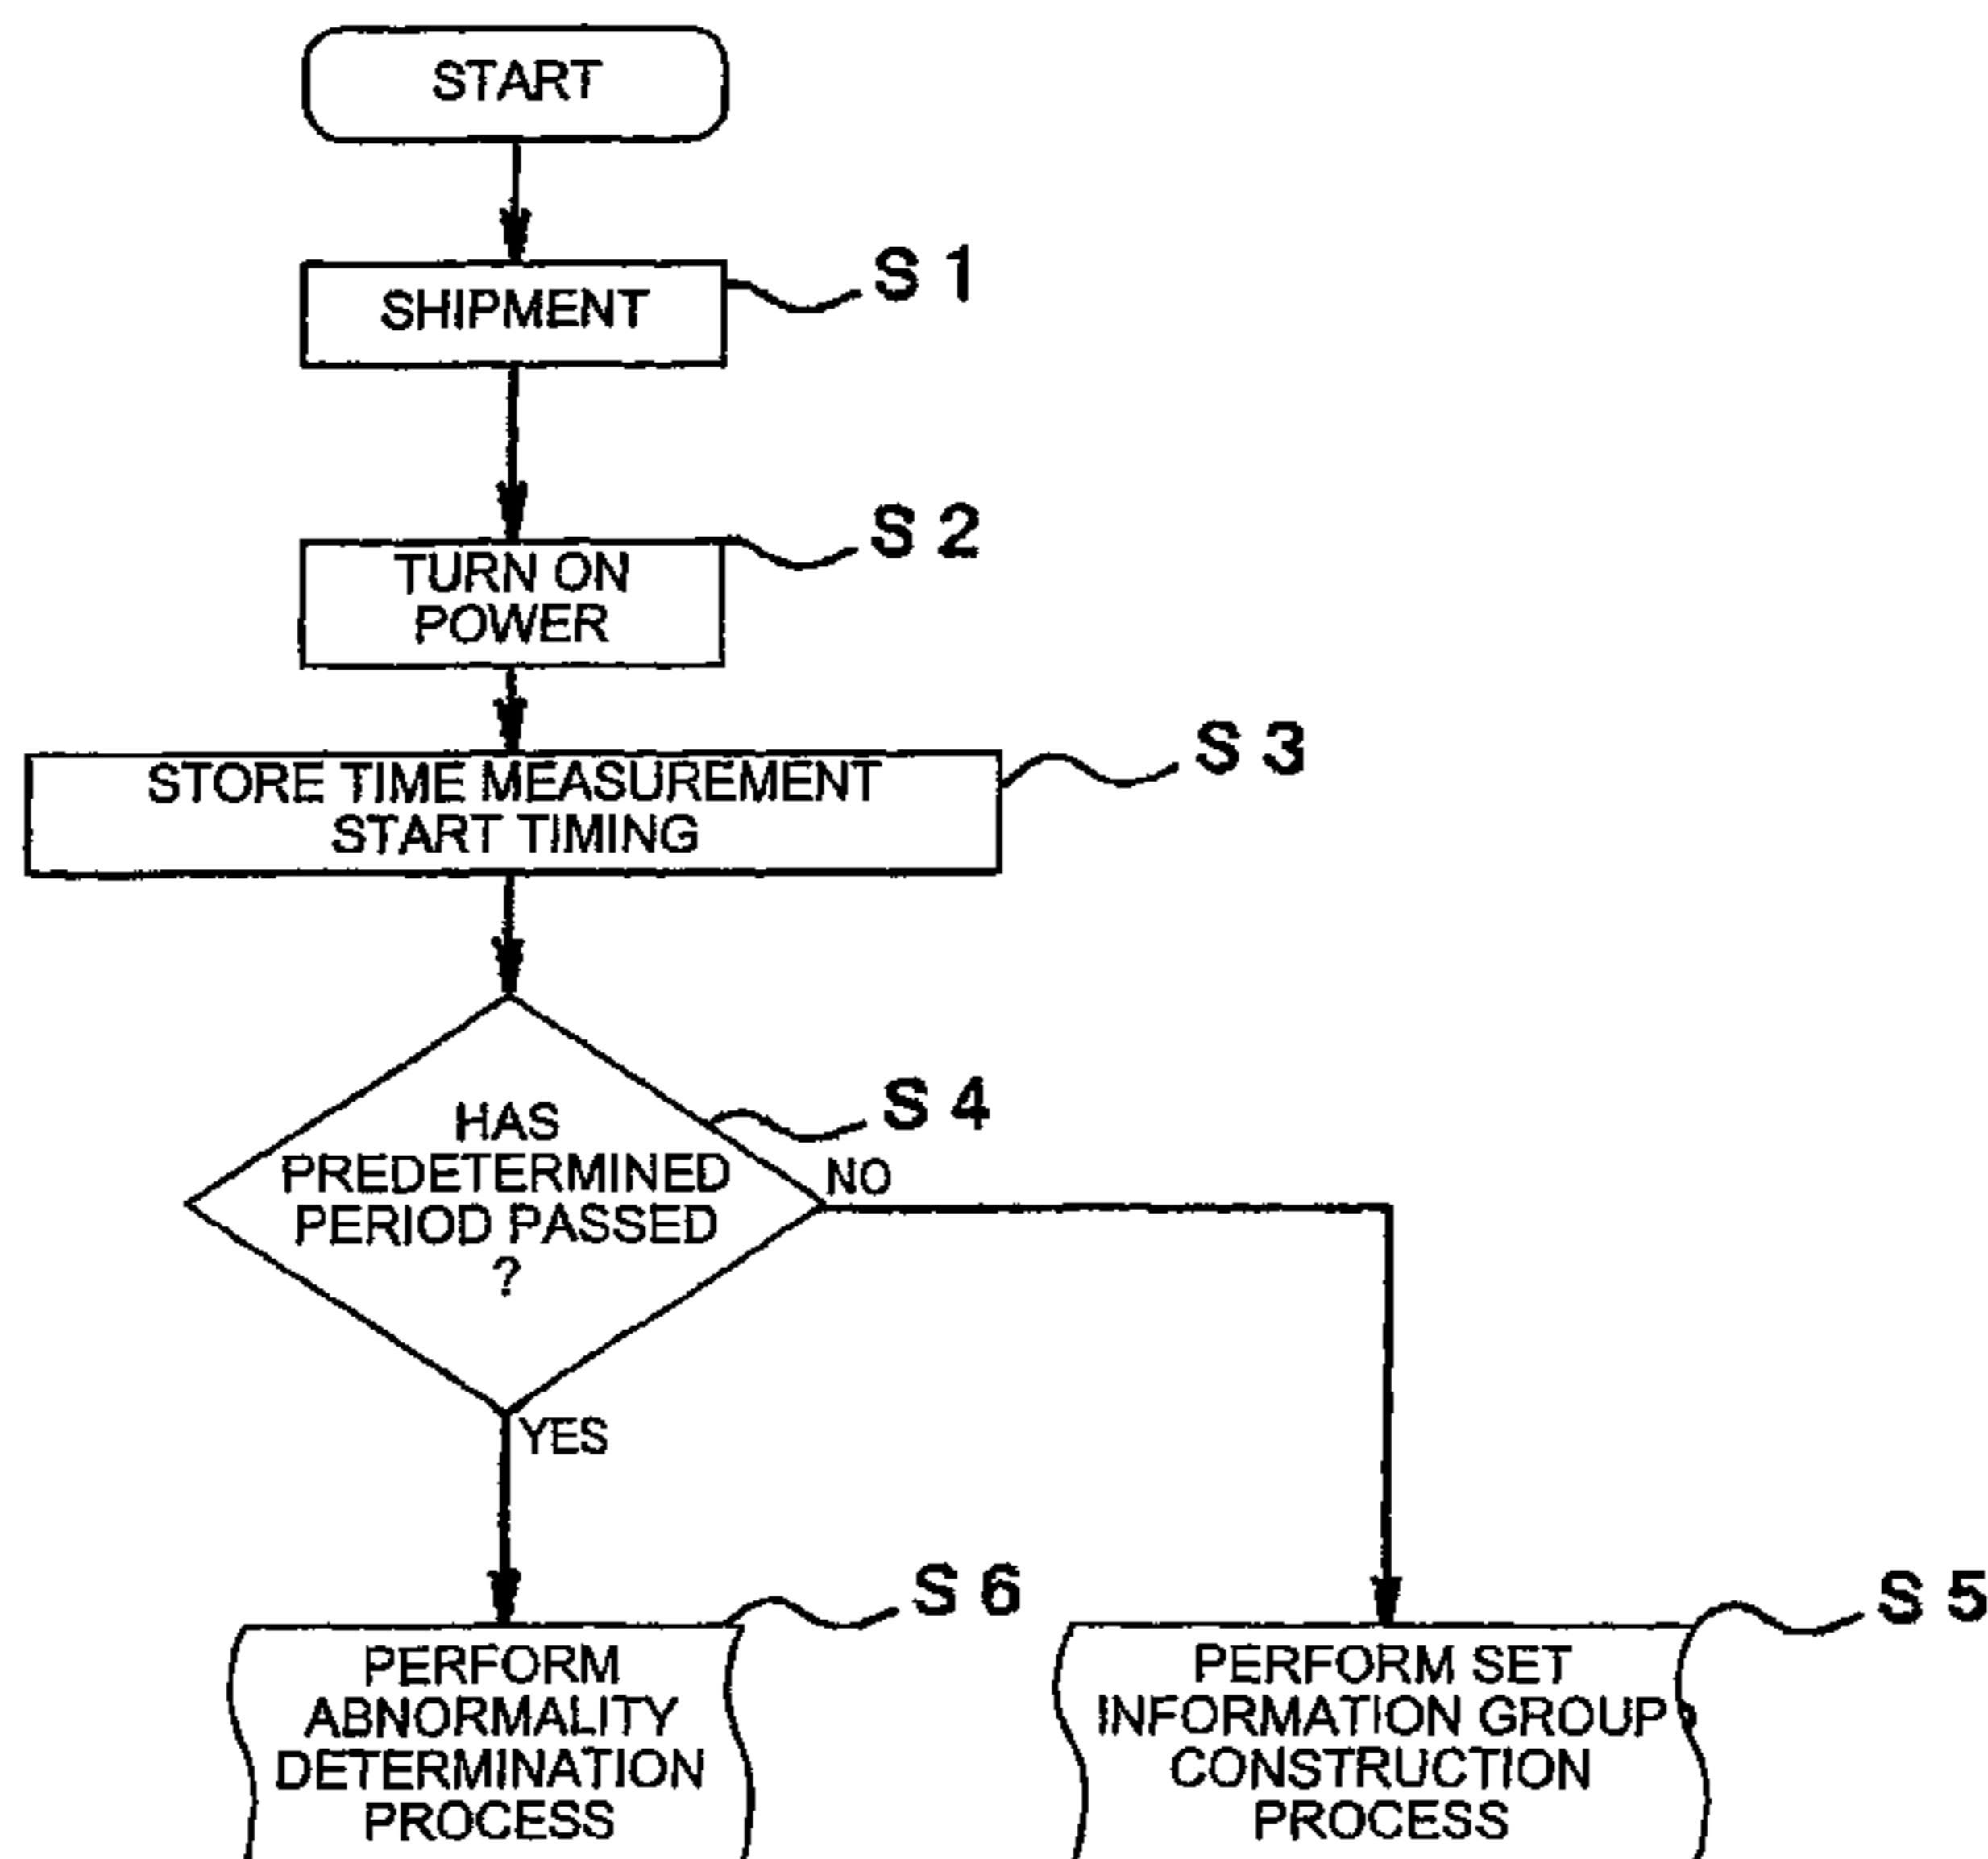 START
SHIPMENT
S 1
TURN ON
POWER
S 2
STORE TIME MEASUREMENT
START TIMING
S 3
HAS
PREDETERMINED
PERIOD PASSED
?
S 4
NO
YES
PERFORM
ABNORMALITY
DETERMINATION
PROCESS
S 6
PERFORM SET
INFORMATION GROUP
CONSTRUCTION
PROCESS
S 5